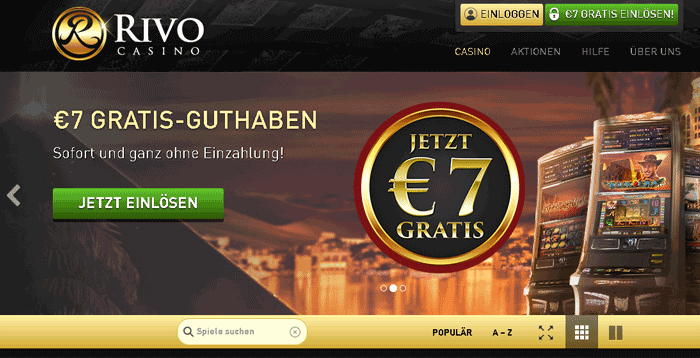 RIVO
CASINO
EINLOGGEN
€7 GRATIS EINLÖSEN!
CASINO
AKTIONEN
HILFE
ÜBER UNS
€7 GRATIS-GUTHABEN
Sofort und ganz ohne Einzahlung!
JETZT EINLÖSEN
JETZT
€7
GRATIS
Spiele suchen
POPULÄR
A – Z